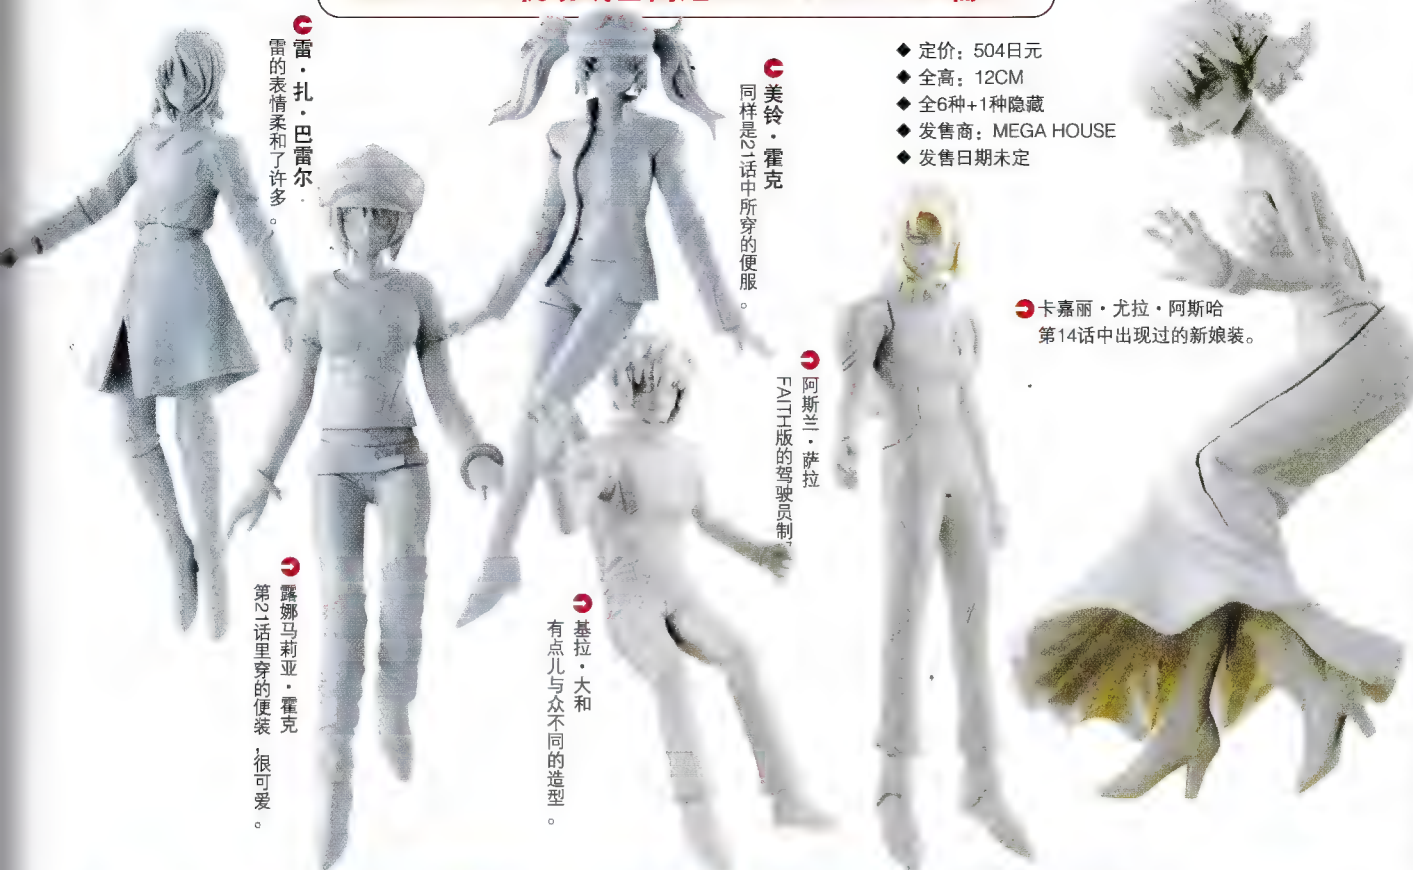 雷·扎·巴雷尔
雷的表情柔和了许多。
美铃·霍克
同样是21话中所穿的便服。
◆ 定价：504日元
◆ 全高：12CM
◆ 全6种+1种隐藏
◆ 发售商：MEGA HOUSE
◆ 发售日期未定
卡嘉丽·尤拉·阿斯哈
第14话中出现过的新娘装。
阿斯兰·萨拉
FAITH版的驾驶员制
露娜马莉亚·霍克
第21话里穿的便装,很可爱。
基拉·大和
有点儿与众不同的造型。